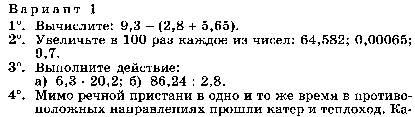 Вариант 1
1°. Вычислите: 9,3 – (2,8 + 5,65).
2°. Увеличьте в 100 раз каждое из чисел: 64,582; 0,00065;
9,7.
3°. Выполните действие:
а) 6,3 · 20,2; б) 86,24 : 2,8.
4°. Мимо речной пристани в одно и то же время в противо-
положных направлениях прошли катер и теплоход. Ка-